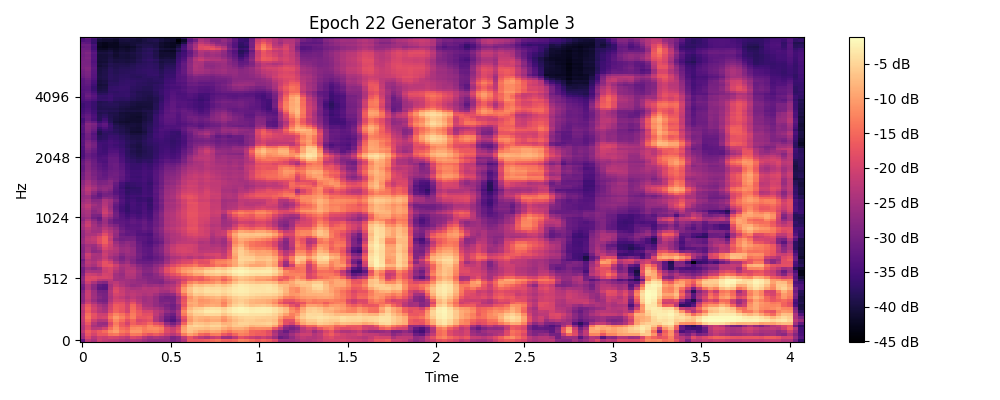 Epoch 22 Generator 3 Sample 3
Hz
4096
2048
1024
512
0
0
0.5
1
1.5
2
2.5
3
3.5
4
Time
-5 dB
-10 dB
-15 dB
-20 dB
-25 dB
-30 dB
-35 dB
-40 dB
-45 dB